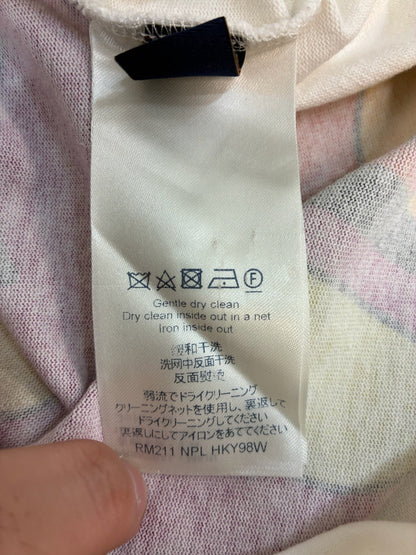 F
Gentle dry clean
Dry clean inside out in a net
Iron inside out
缓和干洗
洗网中反面干洗
反面熨烫
弱流でドライクリーニング
クリーニングネットを使用し、裏返して
ドライクリーニングしてください
裏返しにしてアイロンをあててください
RM211 NPL HKY98W